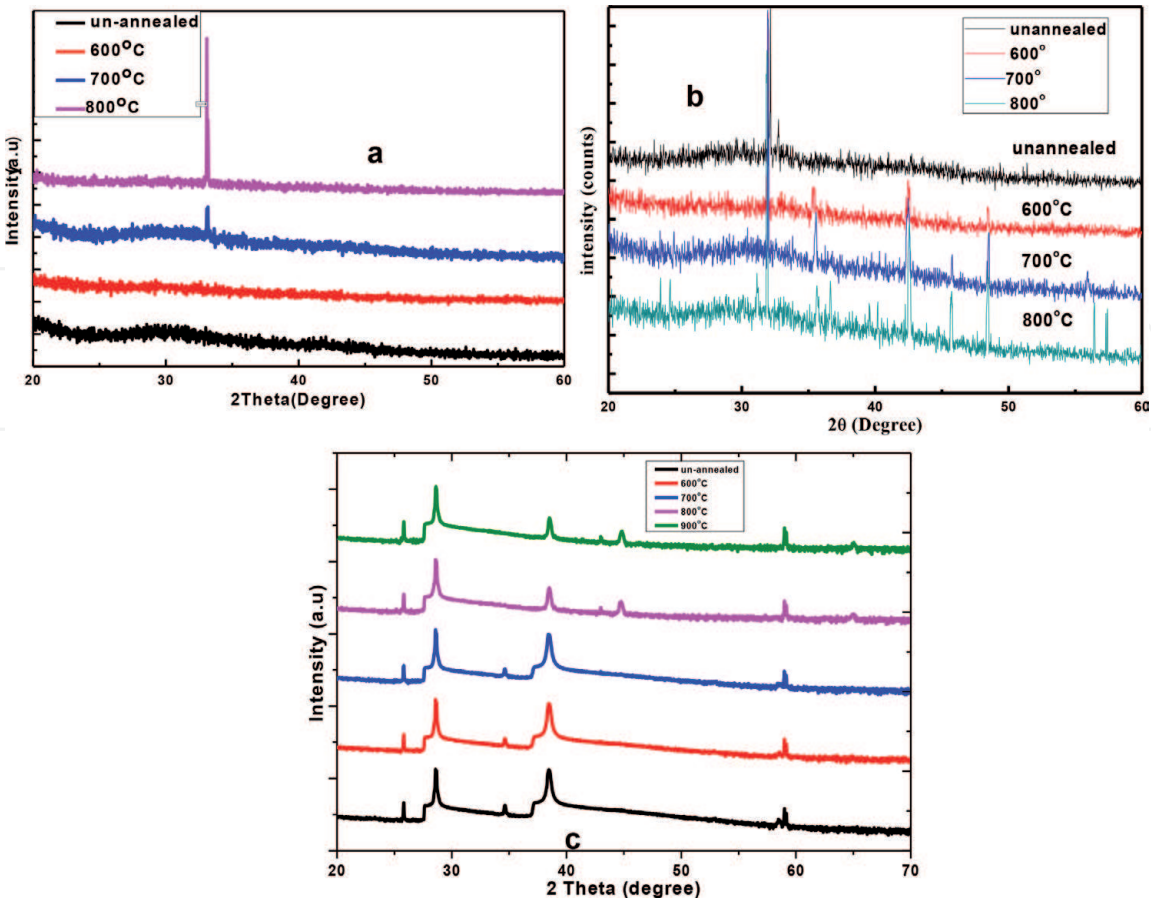 un-annealed
600°C
700°C
800°C
a
Intensity(a.u)
20 30 40 50 60
2Theta(Degree)
unannealed
600°
700°
800°
b
unannealed
600°C
700°C
800°C
intensity (counts)
20 30 40 50 60
2θ (Degree)
un-annealed
600°C
700°C
800°C
900°C
Intensity (a.u)
c
20 30 40 50 60 70
2 Theta (degree)